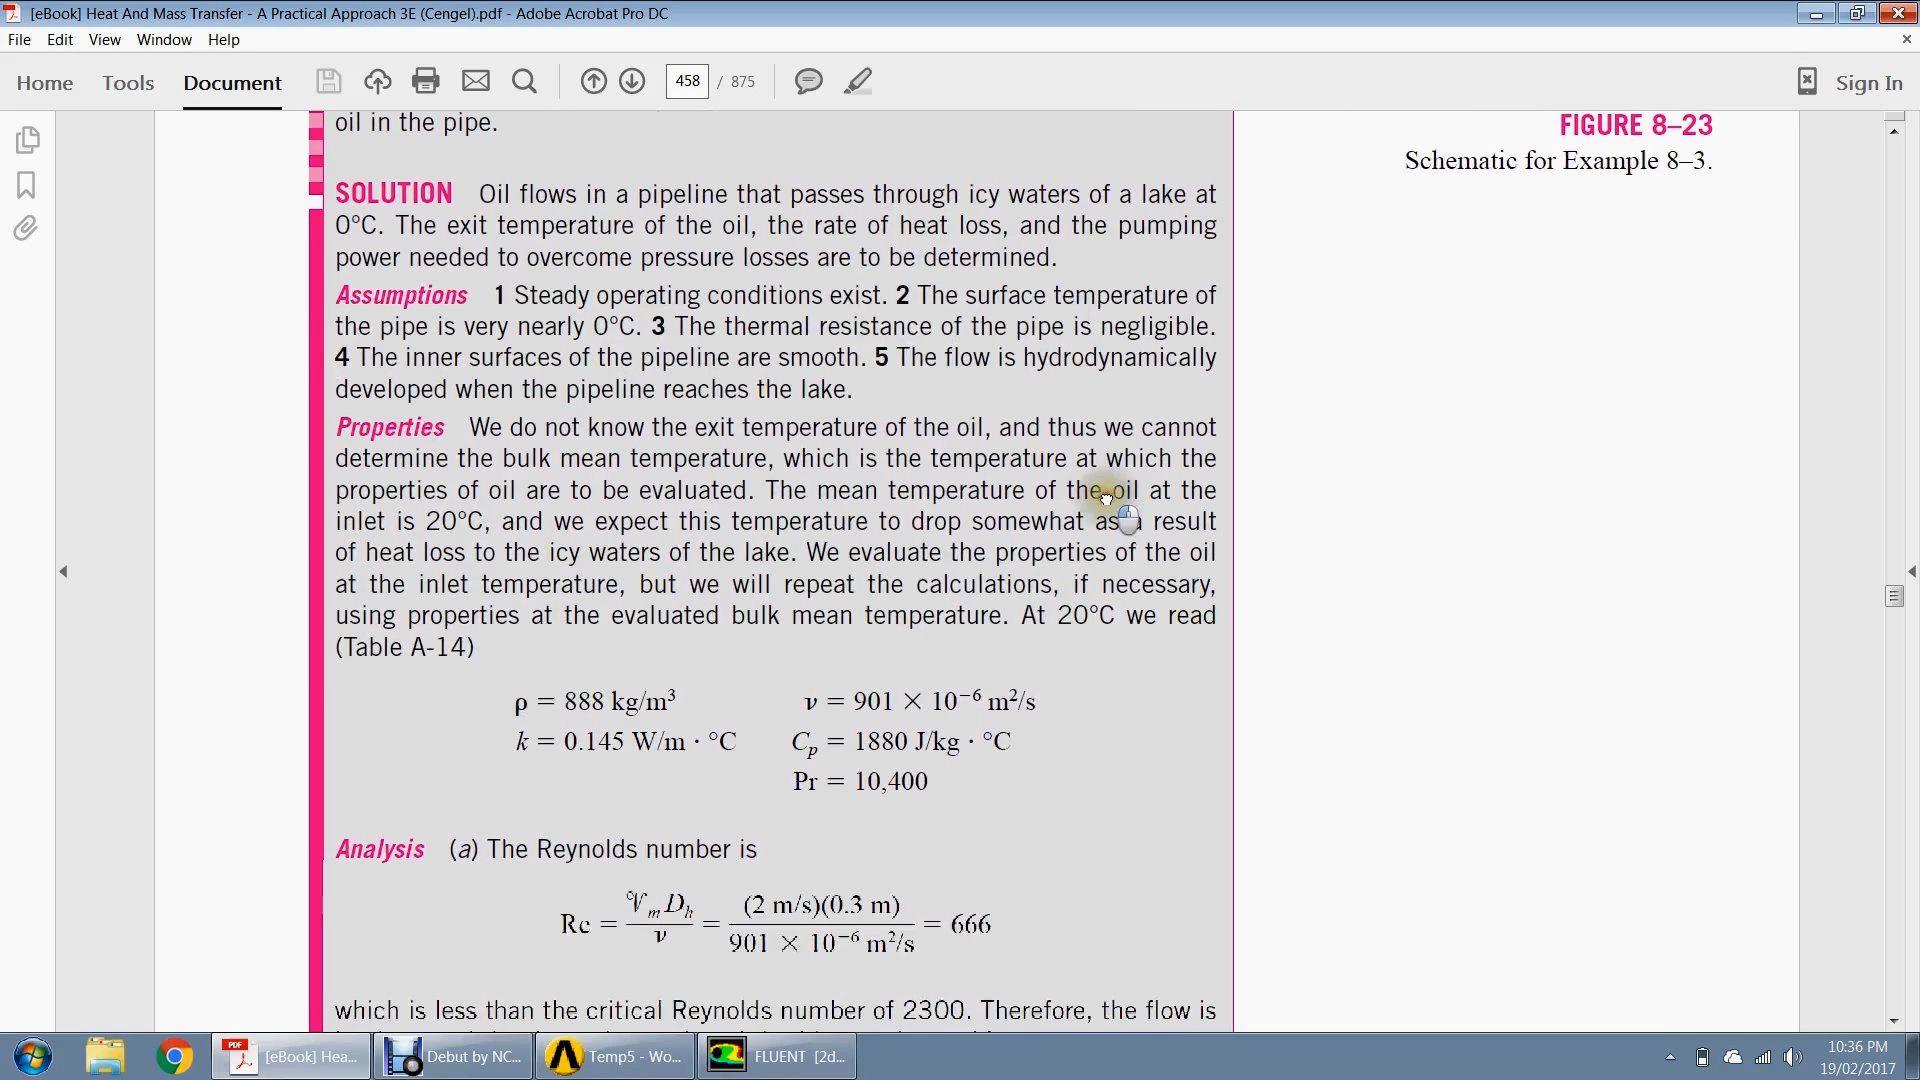 [eBook] Heat And Mass Transfer - A Practical Approach 3E (Cengel).pdf - Adobe Acrobat Pro DC
File Edit View Window Help
Home Tools Document 458 / 875 Sign In
oil in the pipe.
FIGURE 8–23
Schematic for Example 8–3.
SOLUTION Oil flows in a pipeline that passes through icy waters of a lake at
0°C. The exit temperature of the oil, the rate of heat loss, and the pumping
power needed to overcome pressure losses are to be determined.
Assumptions 1 Steady operating conditions exist. 2 The surface temperature of
the pipe is very nearly 0°C. 3 The thermal resistance of the pipe is negligible.
4 The inner surfaces of the pipeline are smooth. 5 The flow is hydrodynamically
developed when the pipeline reaches the lake.
Properties We do not know the exit temperature of the oil, and thus we cannot
determine the bulk mean temperature, which is the temperature at which the
properties of oil are to be evaluated. The mean temperature of the oil at the
inlet is 20°C, and we expect this temperature to drop somewhat as a result
of heat loss to the icy waters of the lake. We evaluate the properties of the oil
at the inlet temperature, but we will repeat the calculations, if necessary,
using properties at the evaluated bulk mean temperature. At 20°C we read
(Table A-14)
ρ = 888 kg/m³ ν = 901 × 10⁻⁶ m²/s
k = 0.145 W/m · °C Cₚ = 1880 J/kg · °C
Pr = 10,400
Analysis (a) The Reynolds number is
Re = 𝒱ₘ Dₕ / ν = (2 m/s)(0.3 m) / 901 × 10⁻⁶ m²/s = 666
which is less than the critical Reynolds number of 2300. Therefore, the flow is
PDF [eBook] Hea... Debut by NC... Temp5 - Wo... FLUENT [2d...
10:36 PM
19/02/2017